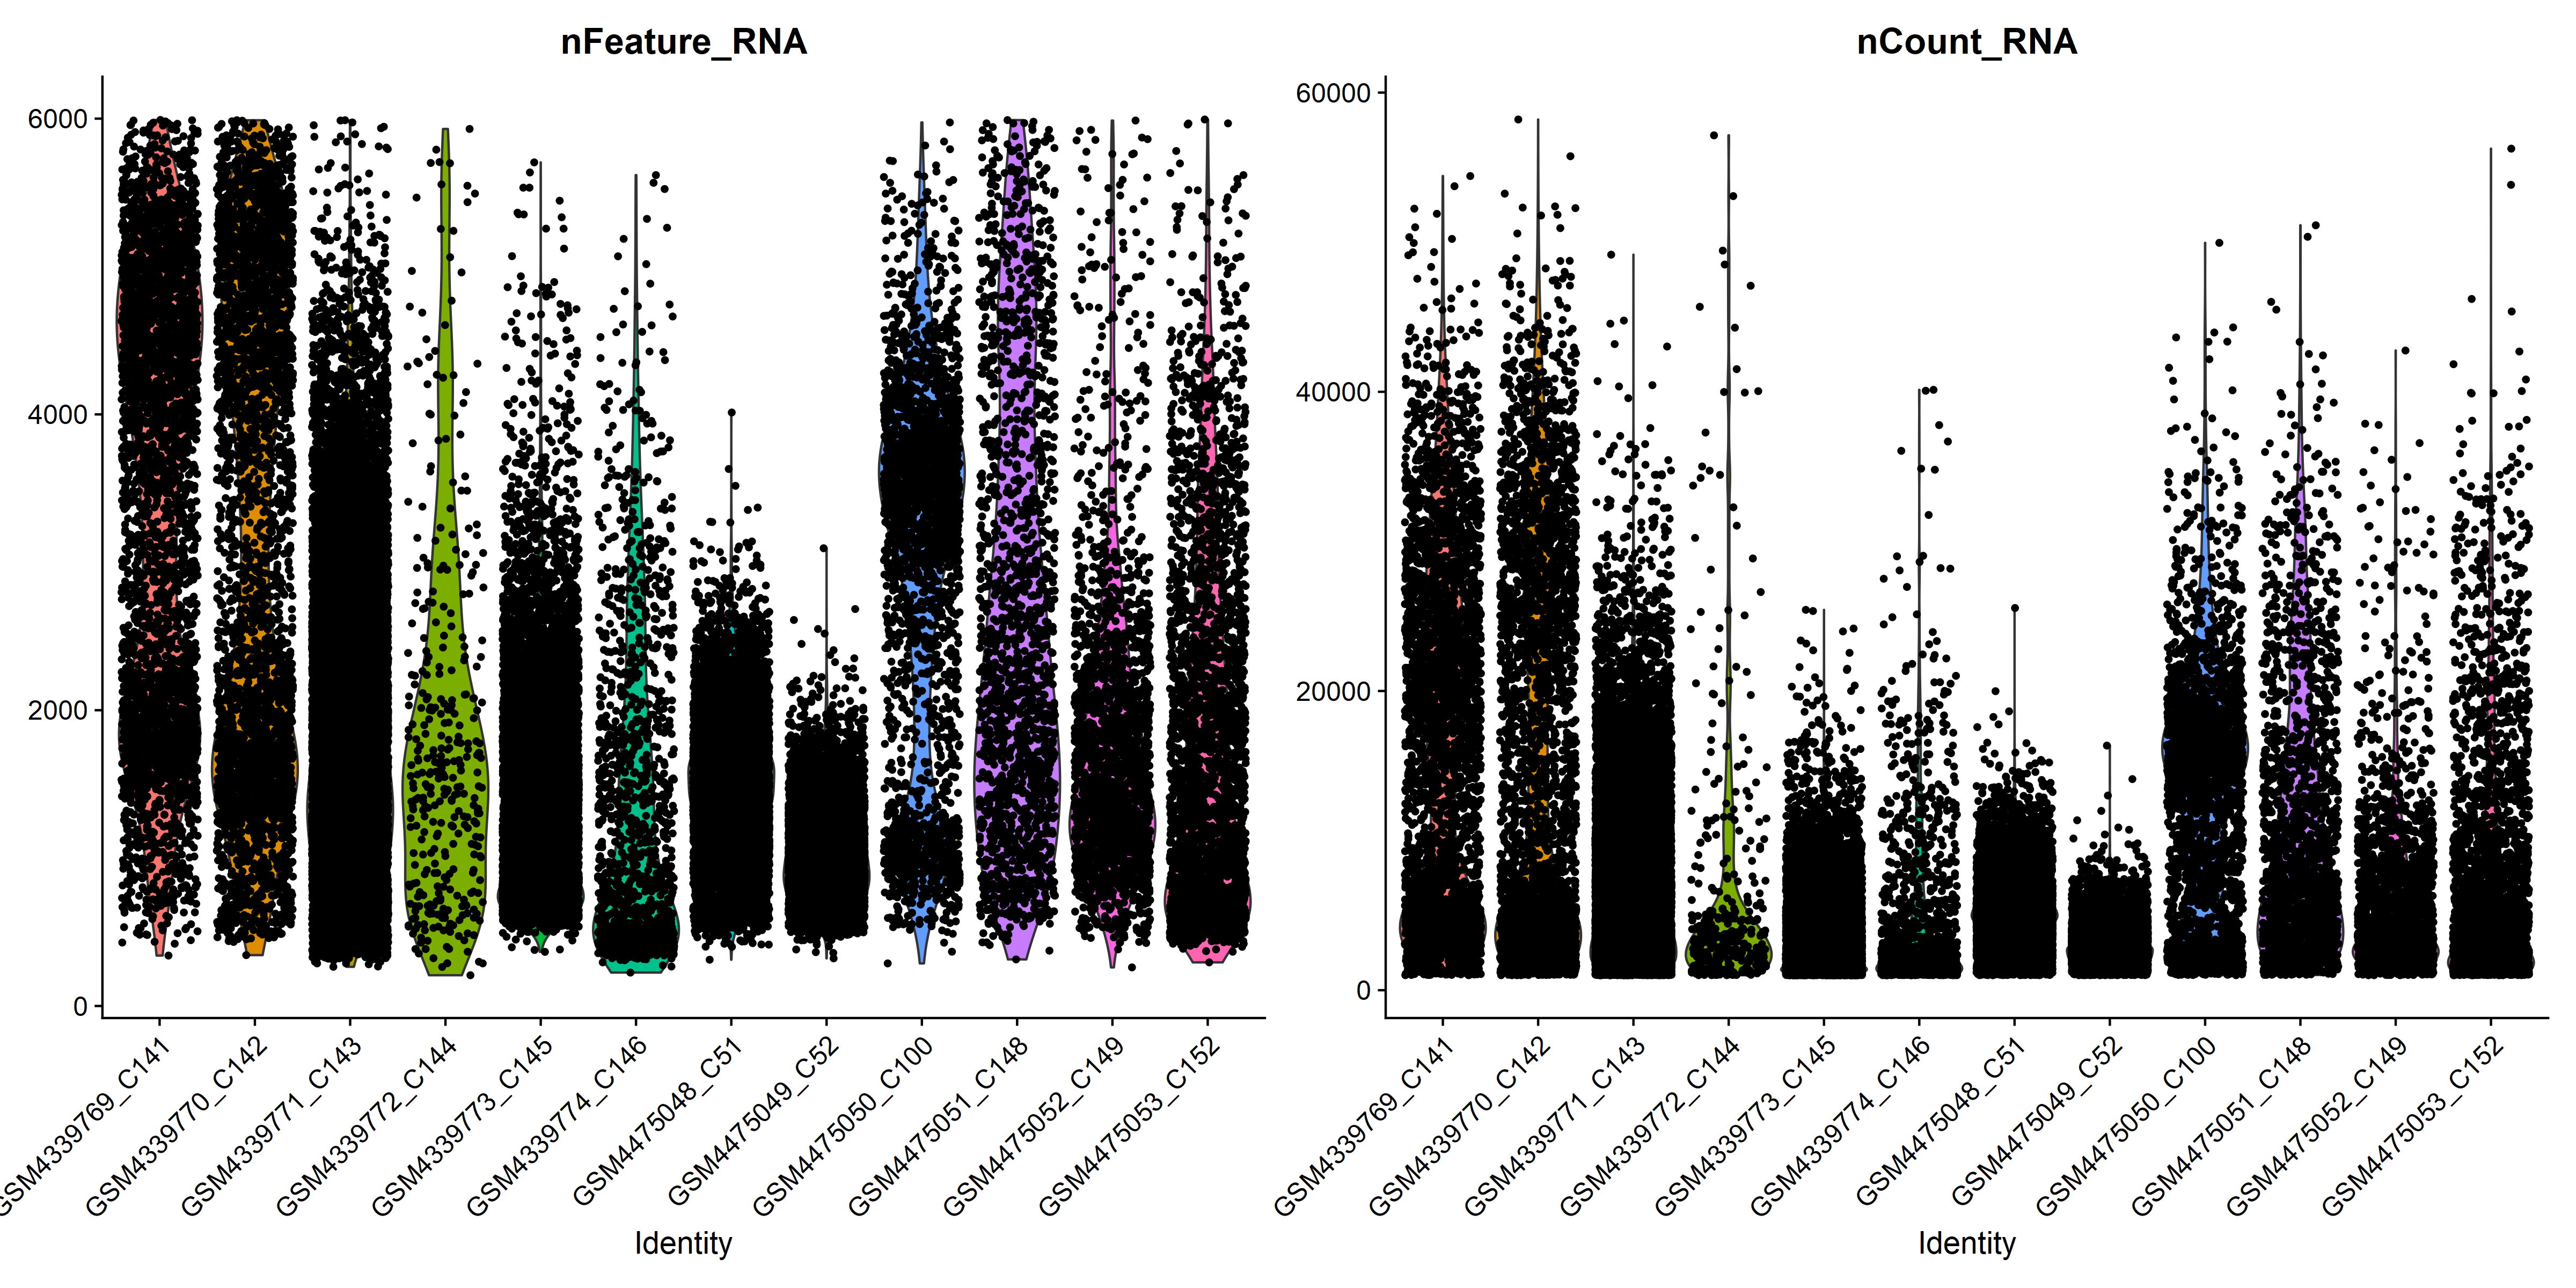 nFeature_RNA
6000
4000
2000
0
GSM4339769_C141
GSM4339770_C142
GSM4339771_C143
GSM4339772_C144
GSM4339773_C145
GSM4339774_C146
GSM4475048_C51
GSM4475049_C52
GSM4475050_C100
GSM4475051_C148
GSM4475052_C149
GSM4475053_C152
Identity
nCount_RNA
60000
40000
20000
0
GSM4339769_C141
GSM4339770_C142
GSM4339771_C143
GSM4339772_C144
GSM4339773_C145
GSM4339774_C146
GSM4475048_C51
GSM4475049_C52
GSM4475050_C100
GSM4475051_C148
GSM4475052_C149
GSM4475053_C152
Identity